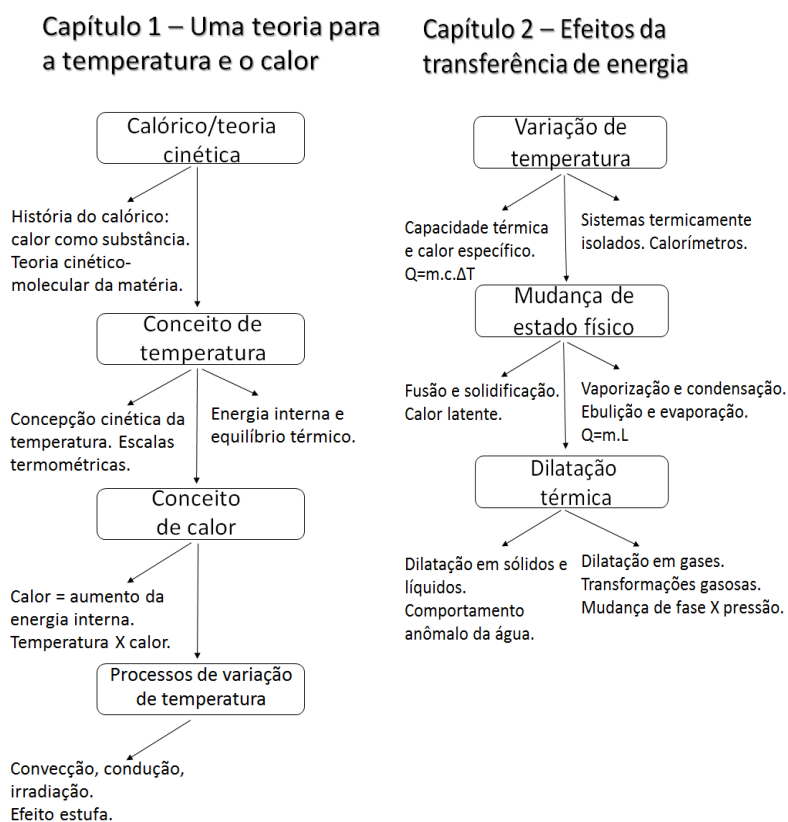 Capítulo 1 – Uma teoria para
a temperatura e o calor
Calórico/teoria
cinética
História do calórico:
calor como substância.
Teoria cinético-
molecular da matéria.
Conceito de
temperatura
Concepção cinética da
temperatura. Escalas
termométricas.
Energia interna e
equilíbrio térmico.
Conceito
de calor
Calor = aumento da
energia interna.
Temperatura X calor.
Processos de variação
de temperatura
Convecção, condução,
irradiação.
Efeito estufa.
Capítulo 2 – Efeitos da
transferência de energia
Variação de
temperatura
Capacidade térmica
e calor específico.
Q=m.c.ΔT
Sistemas termicamente
isolados. Calorímetros.
Mudança de
estado físico
Fusão e solidificação.
Calor latente.
Vaporização e condensação.
Ebulição e evaporação.
Q=m.L
Dilatação
térmica
Dilatação em sólidos e
líquidos.
Comportamento
anômalo da água.
Dilatação em gases.
Transformações gasosas.
Mudança de fase X pressão.